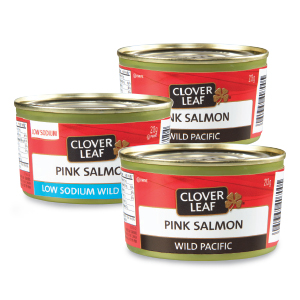 CLOVER
LEAF
PINK SALMON
WILD PACIFIC
LOW SODIUM
CLOVER
LEAF
PINK SALMO
LOW SODIUM WILD
CLOVER
LEAF
PINK SALMON
WILD PACIFIC